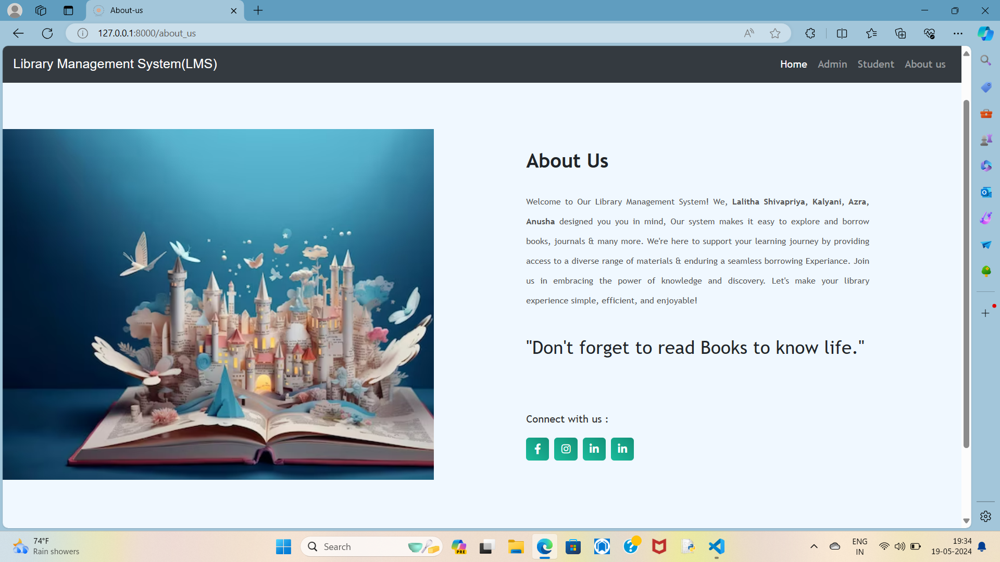 About-us
127.0.0.1:8000/about_us
Library Management System(LMS)
Home Admin Student About us
About Us
Welcome to Our Library Management System! We, Lalitha Shivapriya, Kalyani, Azra,
Anusha designed you you in mind, Our system makes it easy to explore and borrow
books, journals & many more. We're here to support your learning journey by providing
access to a diverse range of materials & enduring a seamless borrowing Experiance. Join
us in embracing the power of knowledge and discovery. Let's make your library
experience simple, efficient, and enjoyable!
"Don't forget to read Books to know life."
Connect with us :
74°F
Rain showers
Search
PRE
ENG
IN
19:34
19-05-2024